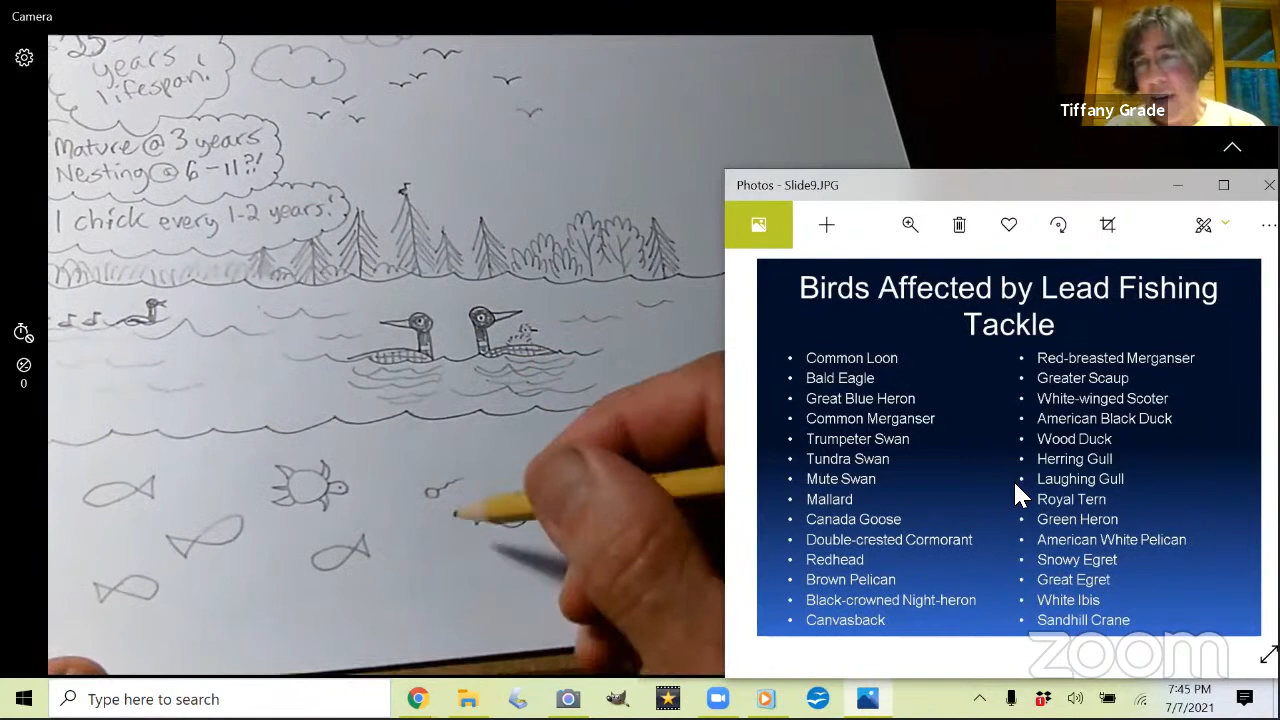 Camera
25-
years
lifespan!
Mature @ 3 years
Nesting @ 6-11?!
1 chick every 1-2 years!
0
Tiffany Grade
Photos - Slide9.JPG
Birds Affected by Lead Fishing
Tackle
• Common Loon
• Bald Eagle
• Great Blue Heron
• Common Merganser
• Trumpeter Swan
• Tundra Swan
• Mute Swan
• Mallard
• Canada Goose
• Double-crested Cormorant
• Redhead
• Brown Pelican
• Black-crowned Night-heron
• Canvasback
• Red-breasted Merganser
• Greater Scaup
• White-winged Scoter
• American Black Duck
• Wood Duck
• Herring Gull
• Laughing Gull
• Royal Tern
• Green Heron
• American White Pelican
• Snowy Egret
• Great Egret
• White Ibis
• Sandhill Crane
zoom
Type here to search
1
7:45 PM
7/7/2021